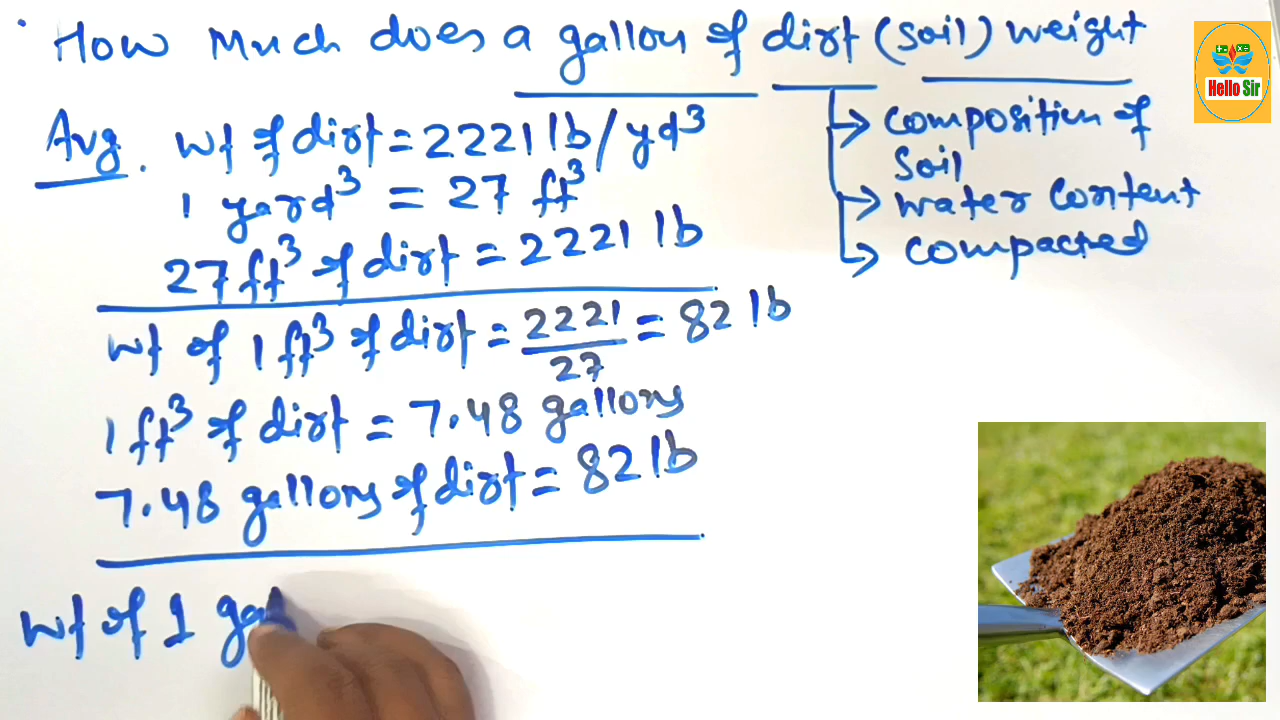 How Much does a gallon of dirt (soil) weight
Hello Sir
Avg. wt of dirt = 2221 lb/yd³
1 yard³ = 27 ft³
27 ft³ of dirt = 2221 lb
wt of 1 ft³ of dirt = 2221/27 = 82 lb
1 ft³ of dirt = 7.48 gallons
7.48 gallons of dirt = 82 lb
wt of 1 ga
→ composition of
soil
→ water content
→ compacted